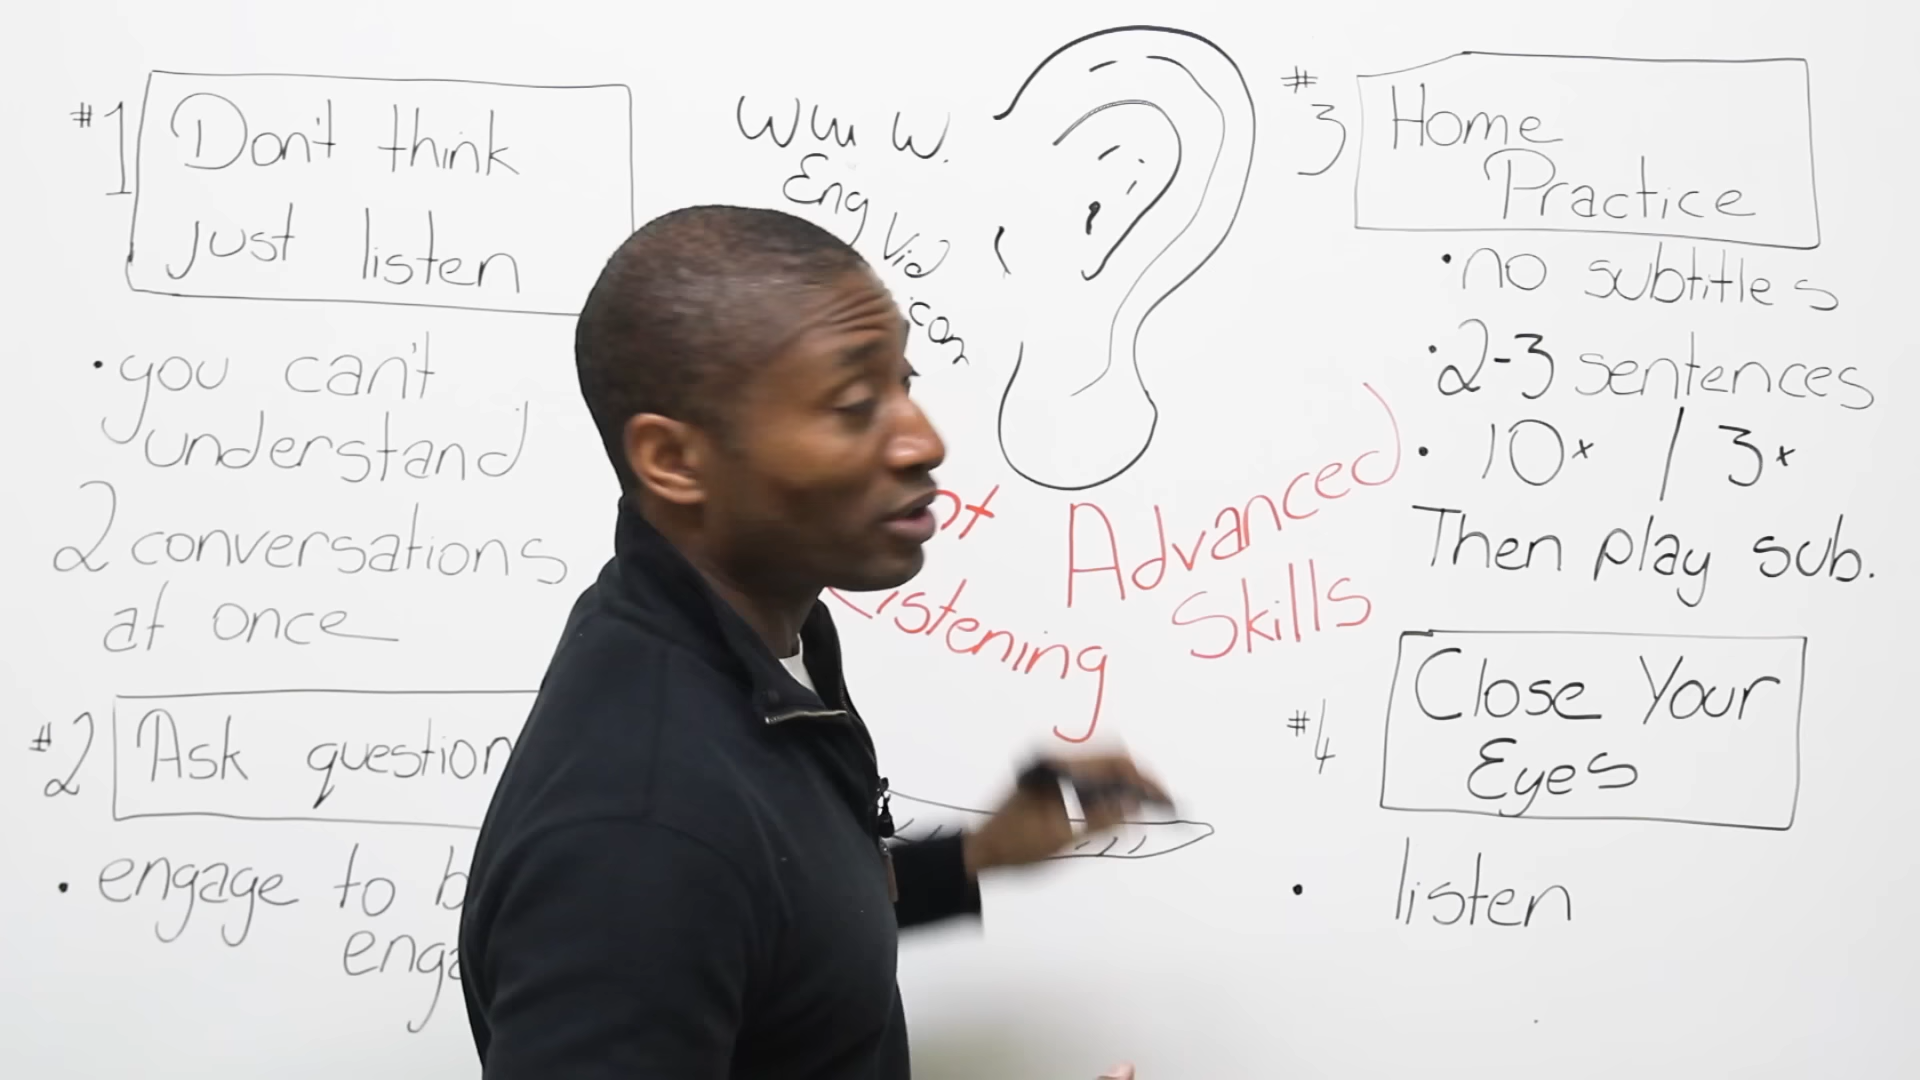 #1 Don't think
just listen
• you can't
understand
2 conversations
at once
#2 Ask question
• engage to b
enga
www.
Eng
Vid
.com
Advanced
Listening
Skills
#3 Home
Practice
• no subtitles
• 2-3 sentences
• 10x / 3x
Then play sub.
#4 Close Your
Eyes
• listen